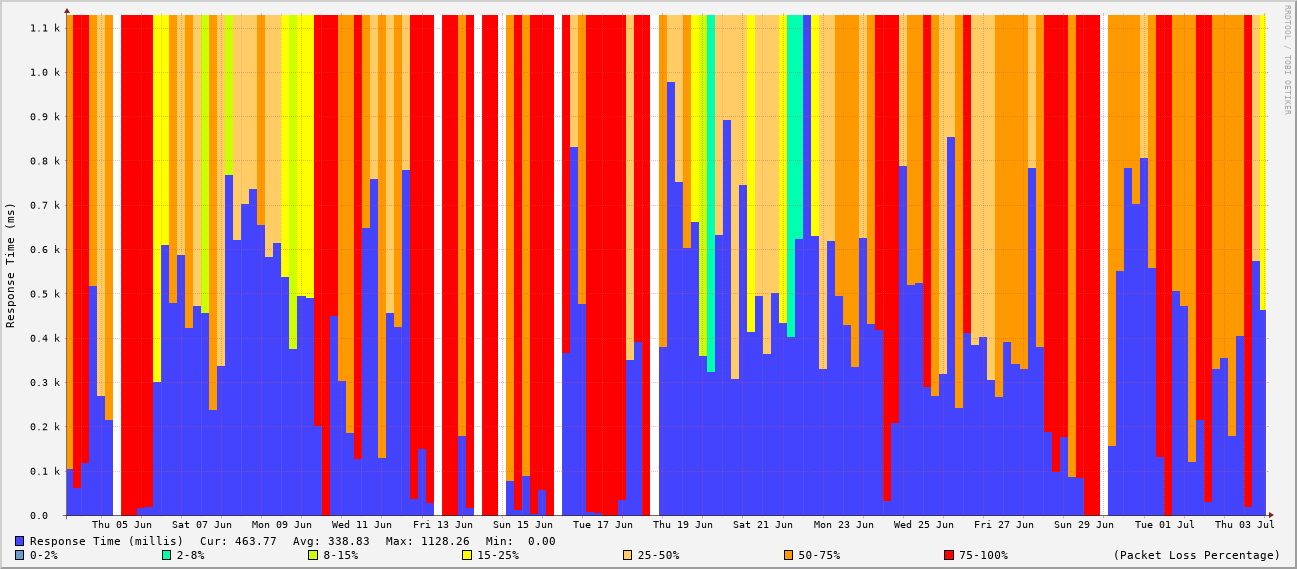 RRDTOOL / TOBI OETIKER
Response Time (ms)
1.1 k
1.0 k
0.9 k
0.8 k
0.7 k
0.6 k
0.5 k
0.4 k
0.3 k
0.2 k
0.1 k
0.0
Thu 05 Jun Sat 07 Jun Mon 09 Jun Wed 11 Jun Fri 13 Jun Sun 15 Jun Tue 17 Jun Thu 19 Jun Sat 21 Jun Mon 23 Jun Wed 25 Jun Fri 27 Jun Sun 29 Jun Tue 01 Jul Thu 03 Jul
Response Time (millis) Cur: 463.77 Avg: 338.83 Max: 1128.26 Min: 0.00
0-2% 2-8% 8-15% 15-25% 25-50% 50-75% 75-100% (Packet Loss Percentage)